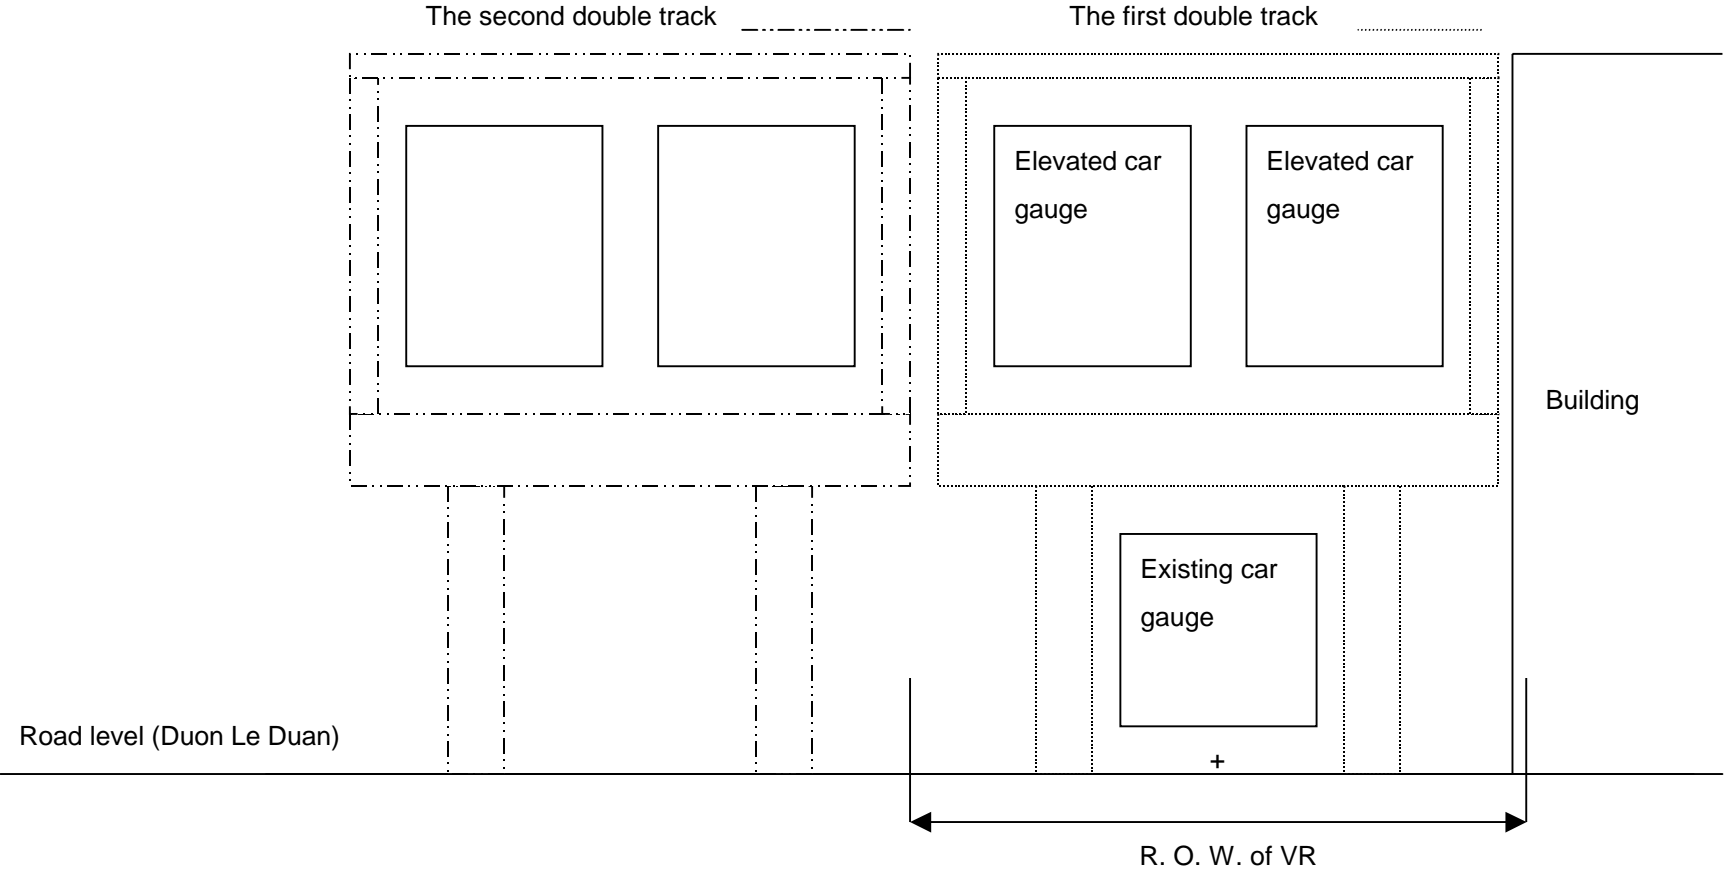 The second double track
The first double track
Elevated car
gauge
Elevated car
gauge
Building
Existing car
gauge
Road level (Duon Le Duan)
+
R. O. W. of VR